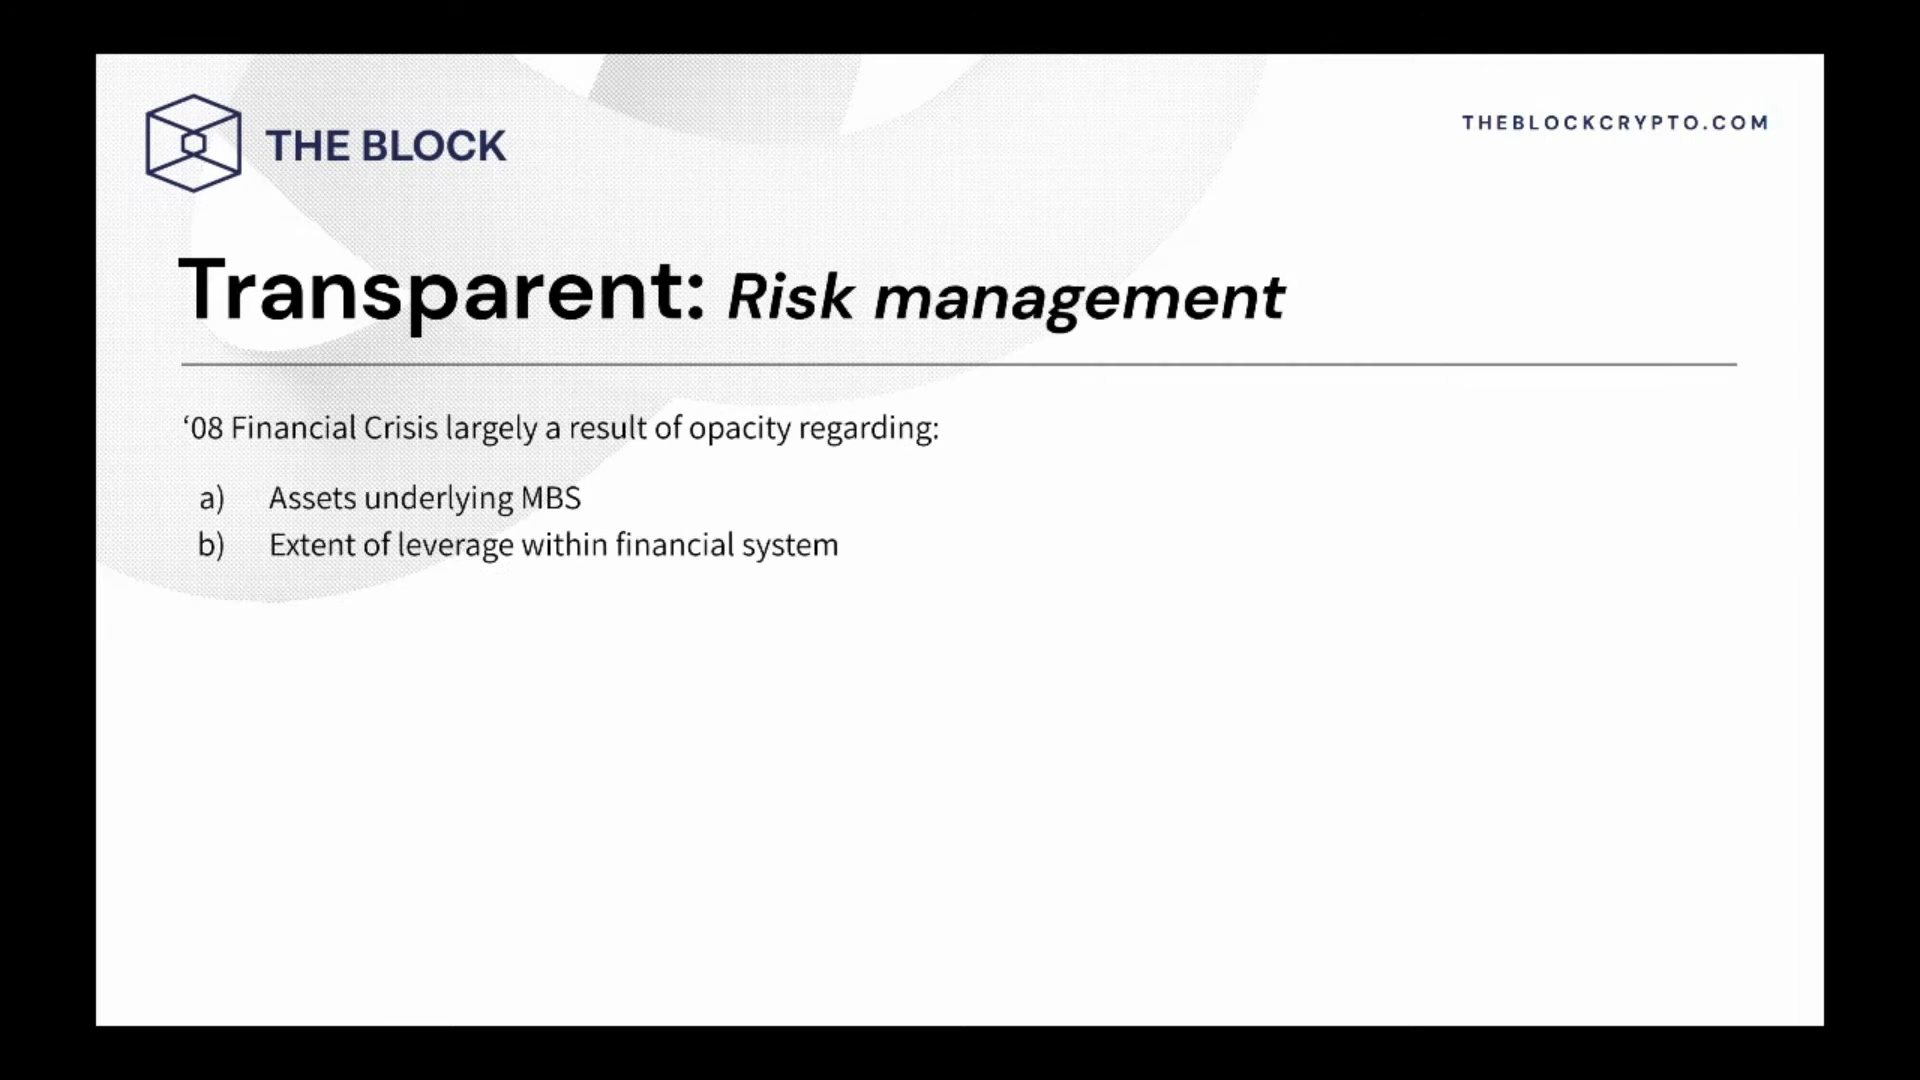 THE BLOCK
THEBLOCKCRYPTO.COM
Transparent: Risk management
‘08 Financial Crisis largely a result of opacity regarding:
a) Assets underlying MBS
b) Extent of leverage within financial system